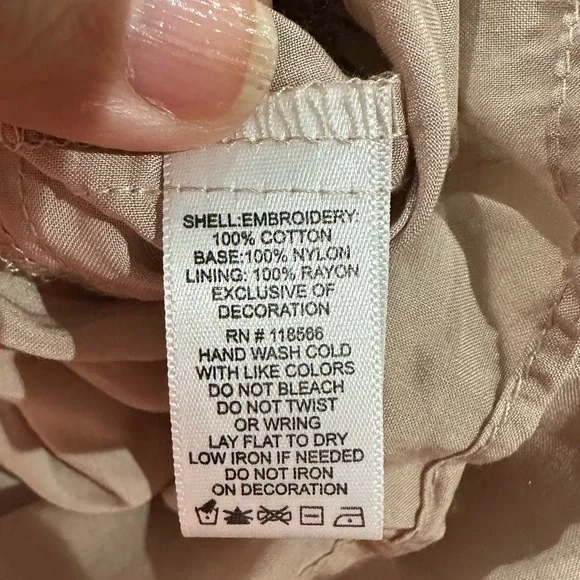 SHELL:EMBROIDERY:
100% COTTON
BASE:100% NYLON
LINING: 100% RAYON
EXCLUSIVE OF
DECORATION
RN # 118566
HAND WASH COLD
WITH LIKE COLORS
DO NOT BLEACH
DO NOT TWIST
OR WRING
LAY FLAT TO DRY
LOW IRON IF NEEDED
DO NOT IRON
ON DECORATION